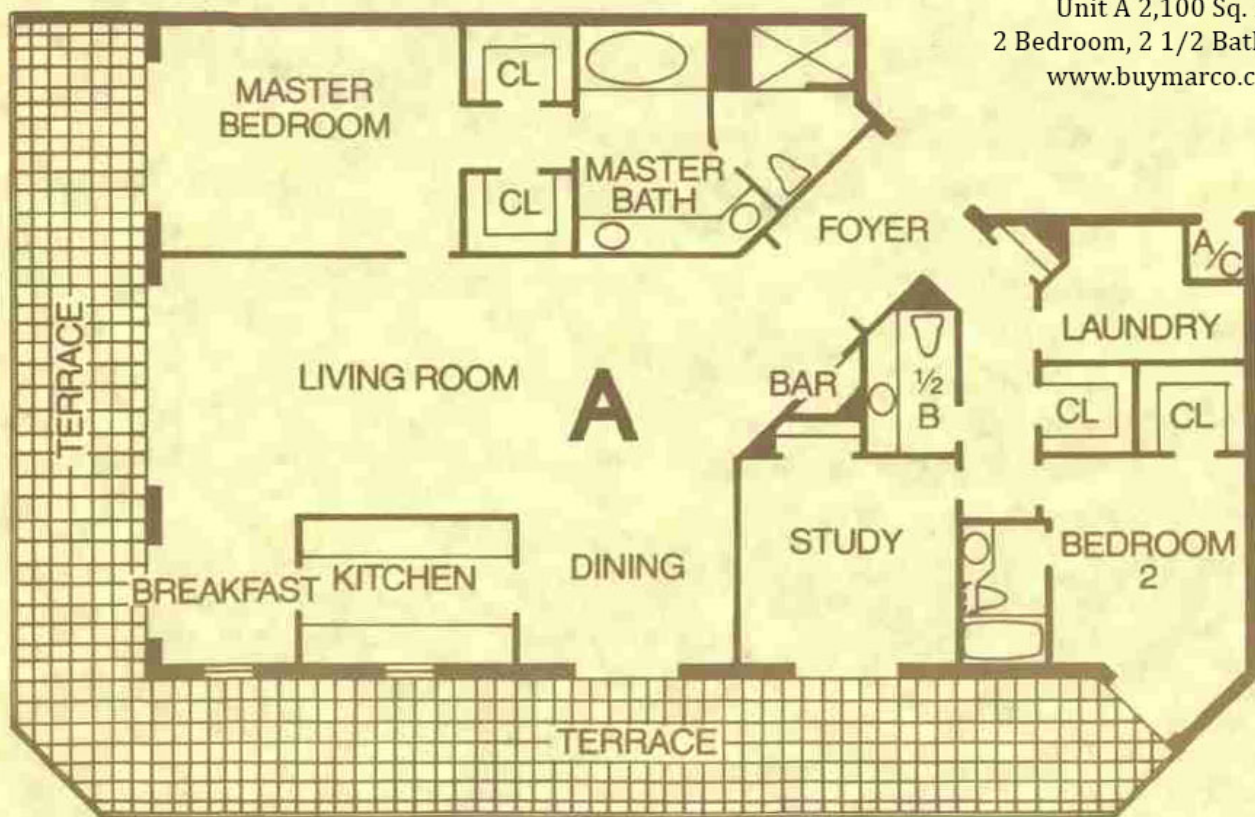 Unit A 2,100 Sq.
2 Bedroom, 2 1/2 Bat
www.buymarco.c
MASTER
BEDROOM
CL
CL
MASTER
BATH
FOYER
A/C
LAUNDRY
TERRACE
LIVING ROOM
A
BAR
½
B
CL
CL
BREAKFAST
KITCHEN
DINING
STUDY
BEDROOM
2
TERRACE